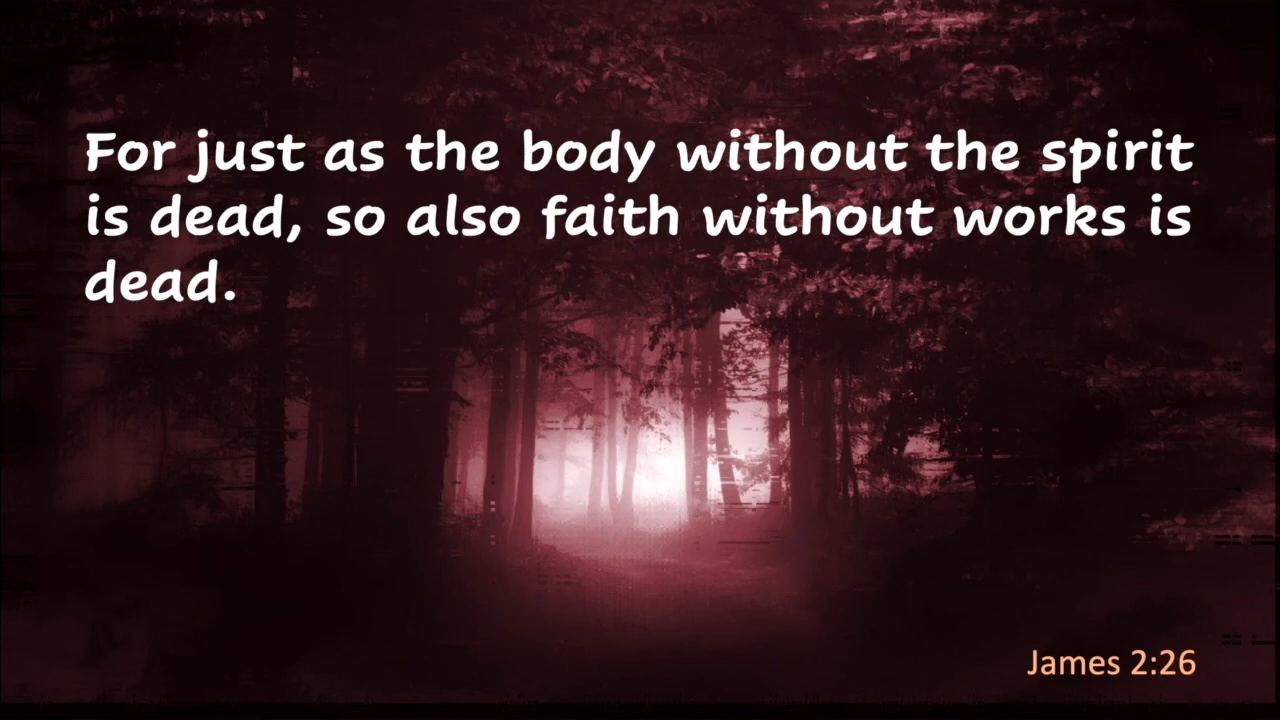 For just as the body without the spirit
is dead, so also faith without works is
dead.
James 2:26